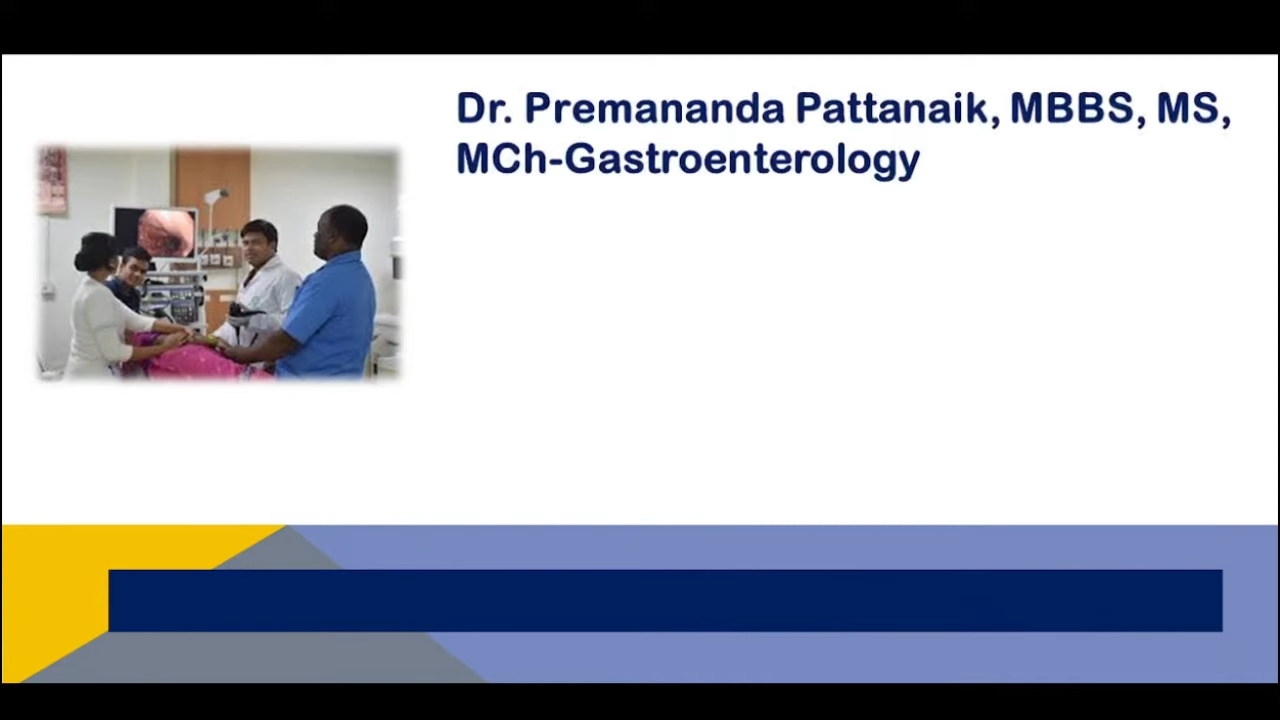 Dr. Premananda Pattanaik, MBBS, MS,
MCh-Gastroenterology